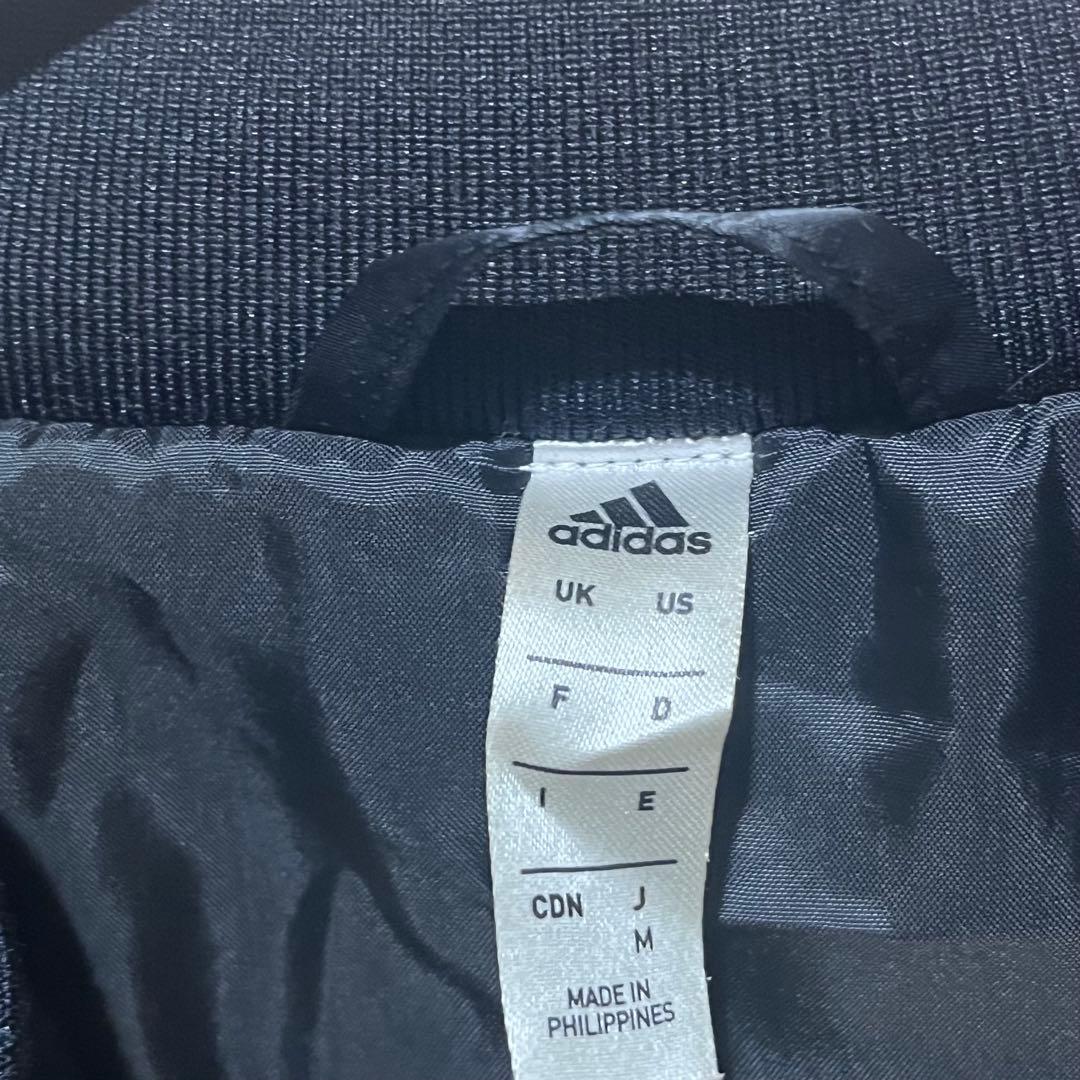 adidas
UK US
F D
I E
CDN J
M
MADE IN
PHILIPPINES